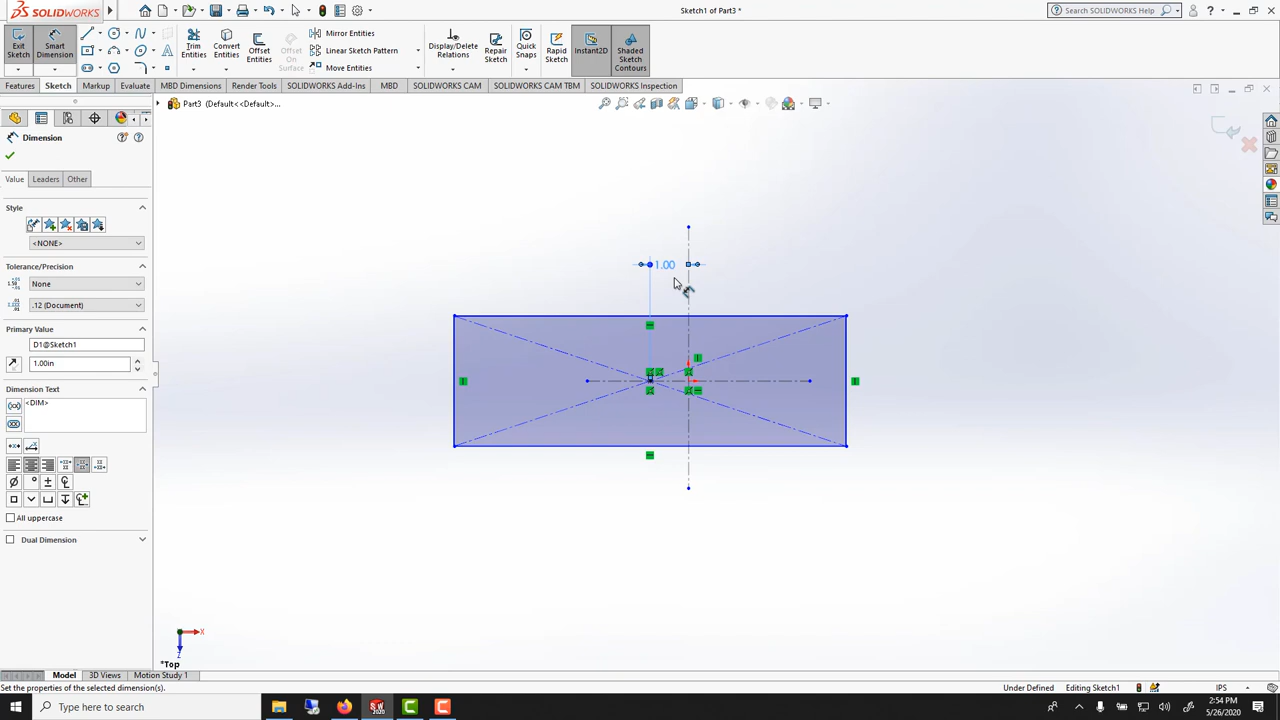 SOLIDWORKS
Sketch1 of Part3 *
Search SOLIDWORKS Help
Exit Sketch
Smart Dimension
Trim Entities
Convert Entities
Offset Entities
Offset On Surface
Mirror Entities
Linear Sketch Pattern
Move Entities
Display/Delete Relations
Repair Sketch
Quick Snaps
Rapid Sketch
Instant2D
Shaded Sketch Contours
Features
Sketch
Markup
Evaluate
MBD Dimensions
Render Tools
SOLIDWORKS Add-Ins
MBD
SOLIDWORKS CAM
SOLIDWORKS CAM TBM
SOLIDWORKS Inspection
Part3 (Default<<Default>...
Dimension
Value
Leaders
Other
Style
<NONE>
Tolerance/Precision
None
.12 (Document)
Primary Value
D1@Sketch1
1.00in
Dimension Text
<DIM>
All uppercase
Dual Dimension
1.00
X
Z
*Top
Model
3D Views
Motion Study 1
Set the properties of the selected dimension(s).
Under Defined
Editing Sketch1
IPS
Type here to search
2:54 PM
5/26/2020